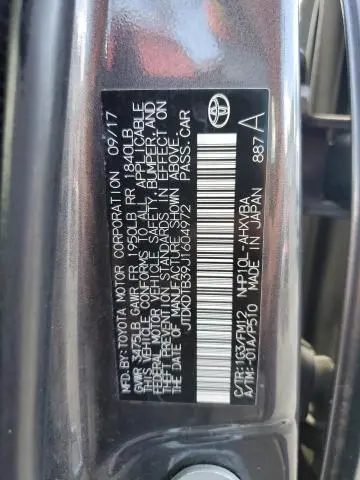 MFD. BY: TOYOTA MOTOR CORPORATION 09/17
GVWR 3475LB GAWR FR 1950LB RR 1840LB
THIS VEHICLE CONFORMS TO ALL APPLICABLE
FEDERAL MOTOR VEHICLE SAFETY, BUMPER, AND
THEFT PREVENTION STANDARDS IN EFFECT ON
THE DATE OF MANUFACTURE SHOWN ABOVE.
JTDKDTB39J1604972 PASS. CAR
C/TR:1G3/FM12 NHP10L-AHXVBA
A/TM:-01A/P510 MADE IN JAPAN 887A